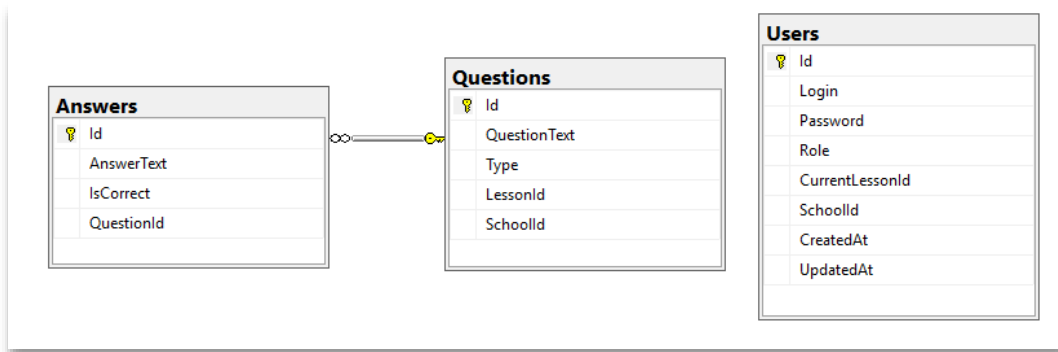 Answers
Id
AnswerText
IsCorrect
QuestionId
Questions
Id
QuestionText
Type
LessonId
SchoolId
Users
Id
Login
Password
Role
CurrentLessonId
SchoolId
CreatedAt
UpdatedAt